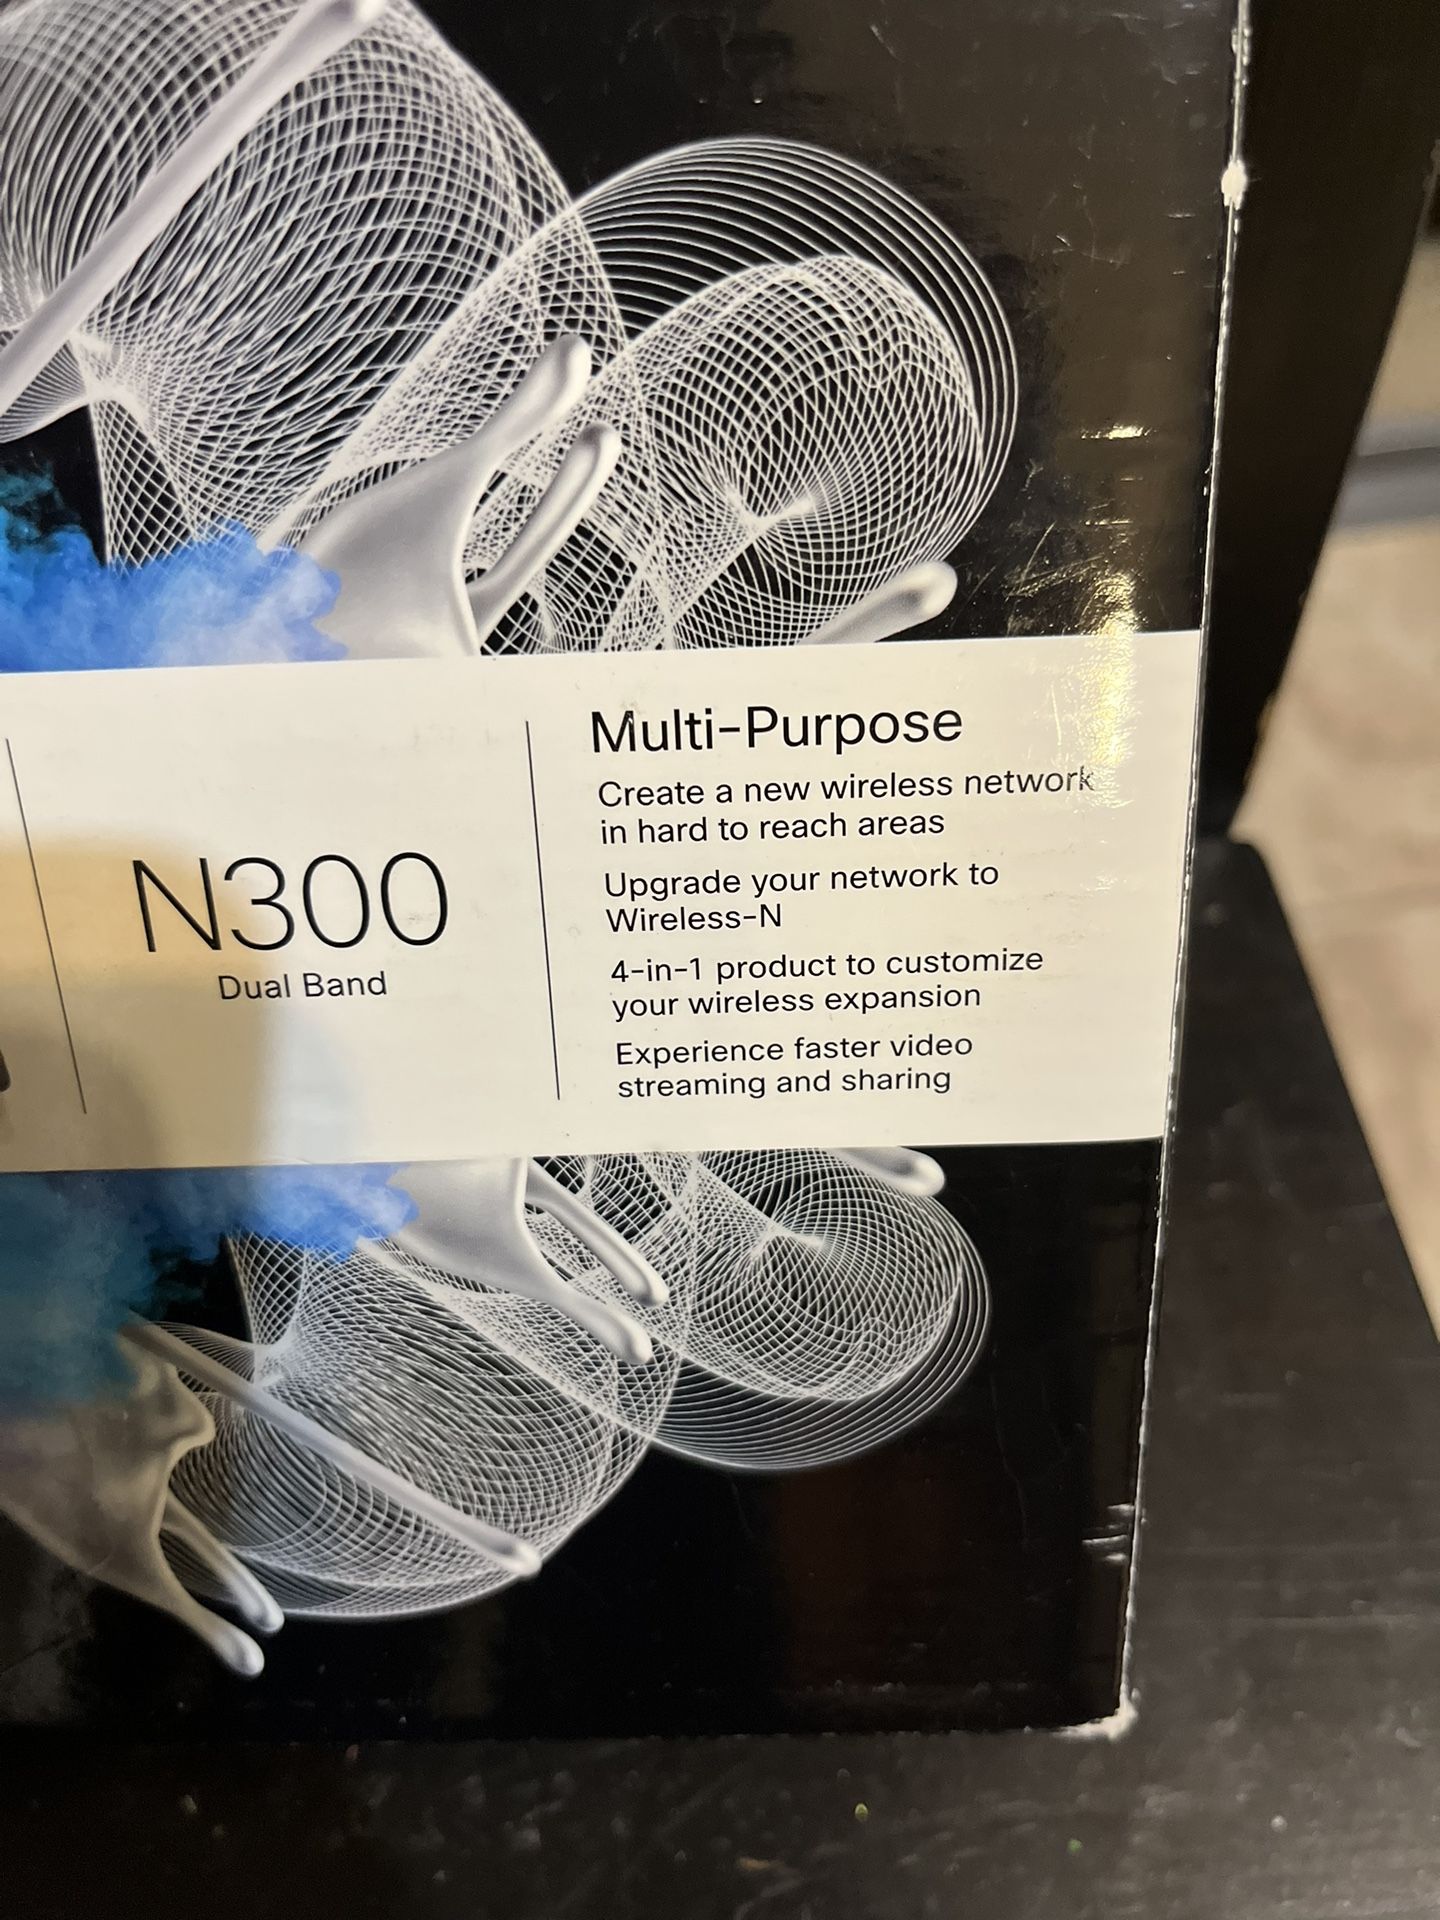 N300
Dual Band
Multi-Purpose
Create a new wireless network
in hard to reach areas
Upgrade your network to
Wireless-N
4-in-1 product to customize
your wireless expansion
Experience faster video
streaming and sharing